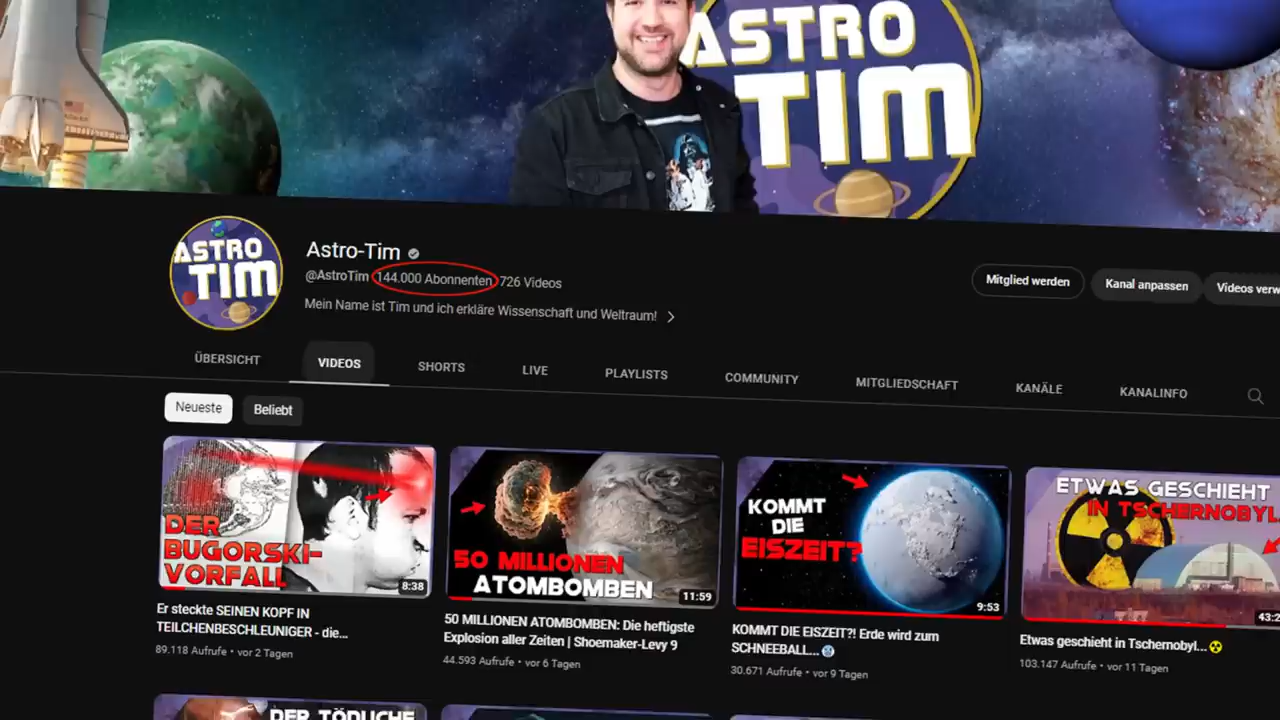 ASTRO
TIM
ASTRO
TIM
Astro-Tim
@AstroTim 144.000 Abonnenten 726 Videos
Mein Name ist Tim und ich erkläre Wissenschaft und Weltraum!
Mitglied werden
Kanal anpassen
Videos
ÜBERSICHT
VIDEOS
SHORTS
LIVE
PLAYLISTS
COMMUNITY
MITGLIEDSCHAFT
KANÄLE
KANALINFO
Neueste
Beliebt
DER
BUGORSKI-
VORFALL
8:38
Er steckte SEINEN KOPF IN
TEILCHENBESCHLEUNIGER - die...
89.118 Aufrufe • vor 2 Tagen
50 MILLIONEN
ATOMBOMBEN
11:59
50 MILLIONEN ATOMBOMBEN: Die heftigste
Explosion aller Zeiten | Shoemaker-Levy 9
44.593 Aufrufe • vor 6 Tagen
KOMMT
DIE
EISZEIT?
9:53
KOMMT DIE EISZEIT?! Erde wird zum
SCHNEEBALL...
30.671 Aufrufe • vor 9 Tagen
ETWAS GESCHIEHT
IN TSCHERNOBYL
Etwas geschieht in Tschernobyl...
103.147 Aufrufe • vor 11 Tagen
DER TÖDLICHE